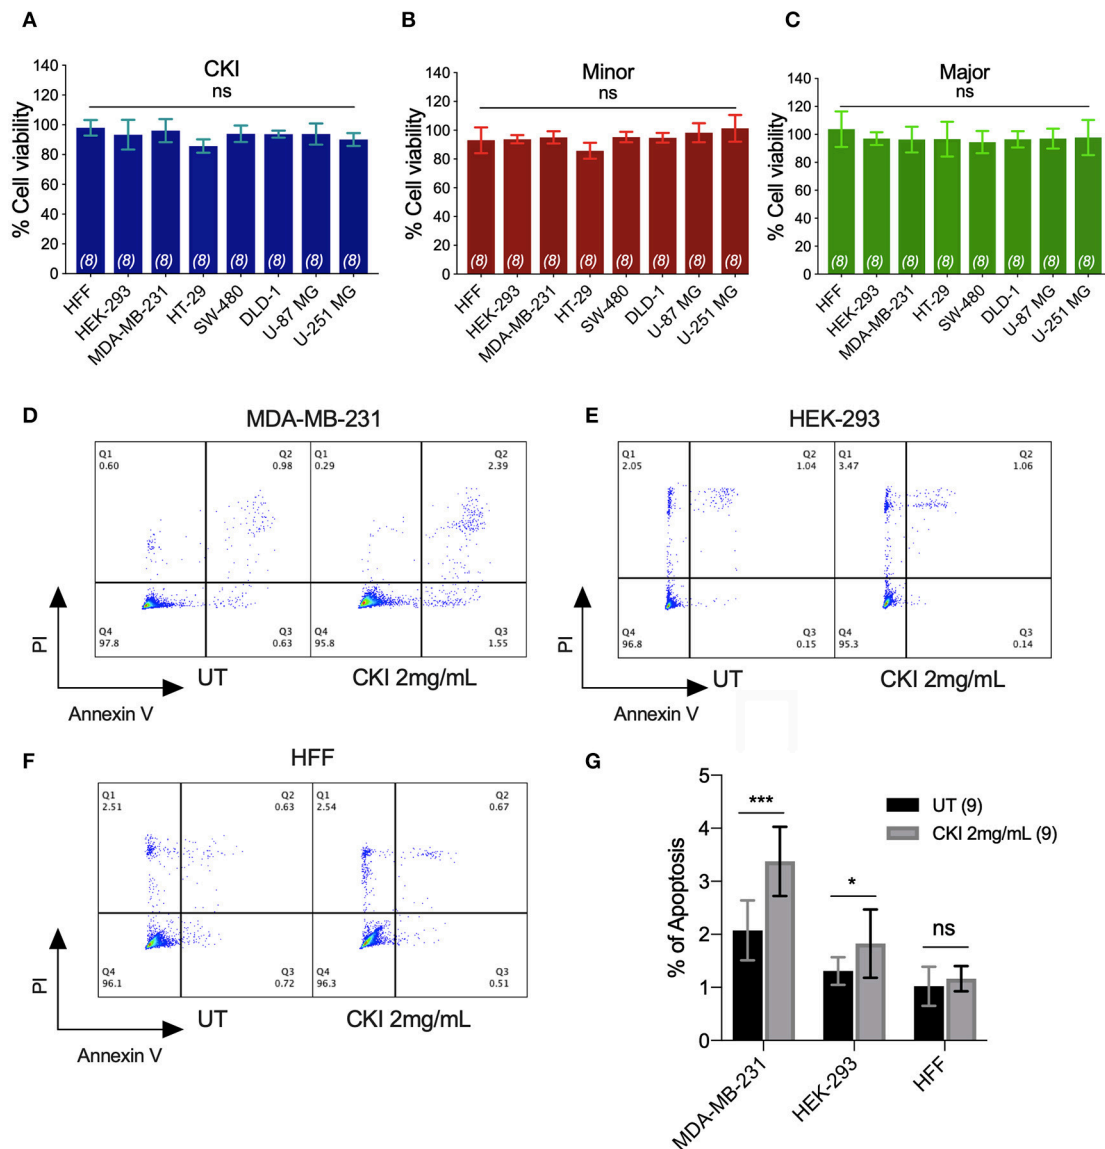 A
CKI
ns
% Cell viability
140
120
100
80
60
40
20
0
(8) (8) (8) (8) (8) (8) (8) (8)
HFF
HEK-293
MDA-MB-231
HT-29
SW-480
DLD-1
U-87 MG
U-251 MG
B
Minor
ns
% Cell viability
140
120
100
80
60
40
20
0
(8) (8) (8) (8) (8) (8) (8) (8)
HFF
HEK-293
MDA-MB-231
HT-29
SW-480
DLD-1
U-87 MG
U-251 MG
C
Major
ns
% Cell viability
140
120
100
80
60
40
20
0
(8) (8) (8) (8) (8) (8) (8) (8)
HFF
HEK-293
MDA-MB-231
HT-29
SW-480
DLD-1
U-87 MG
U-251 MG
D
MDA-MB-231
Q1
0.60
Q2
0.98
Q4
97.8
Q3
0.63
Q1
0.29
Q2
2.39
Q4
95.8
Q3
1.55
PI
Annexin V
UT
CKI 2mg/mL
E
HEK-293
Q1
2.05
Q2
1.04
Q4
96.8
Q3
0.15
Q1
3.47
Q2
1.06
Q4
95.3
Q3
0.14
PI
Annexin V
UT
CKI 2mg/mL
F
HFF
Q1
2.51
Q2
0.63
Q4
96.1
Q3
0.72
Q1
2.54
Q2
0.67
Q4
96.3
Q3
0.51
PI
Annexin V
UT
CKI 2mg/mL
G
% of Apoptosis
5
4
3
2
1
0
***
*
ns
UT (9)
CKI 2mg/mL (9)
MDA-MB-231
HEK-293
HFF